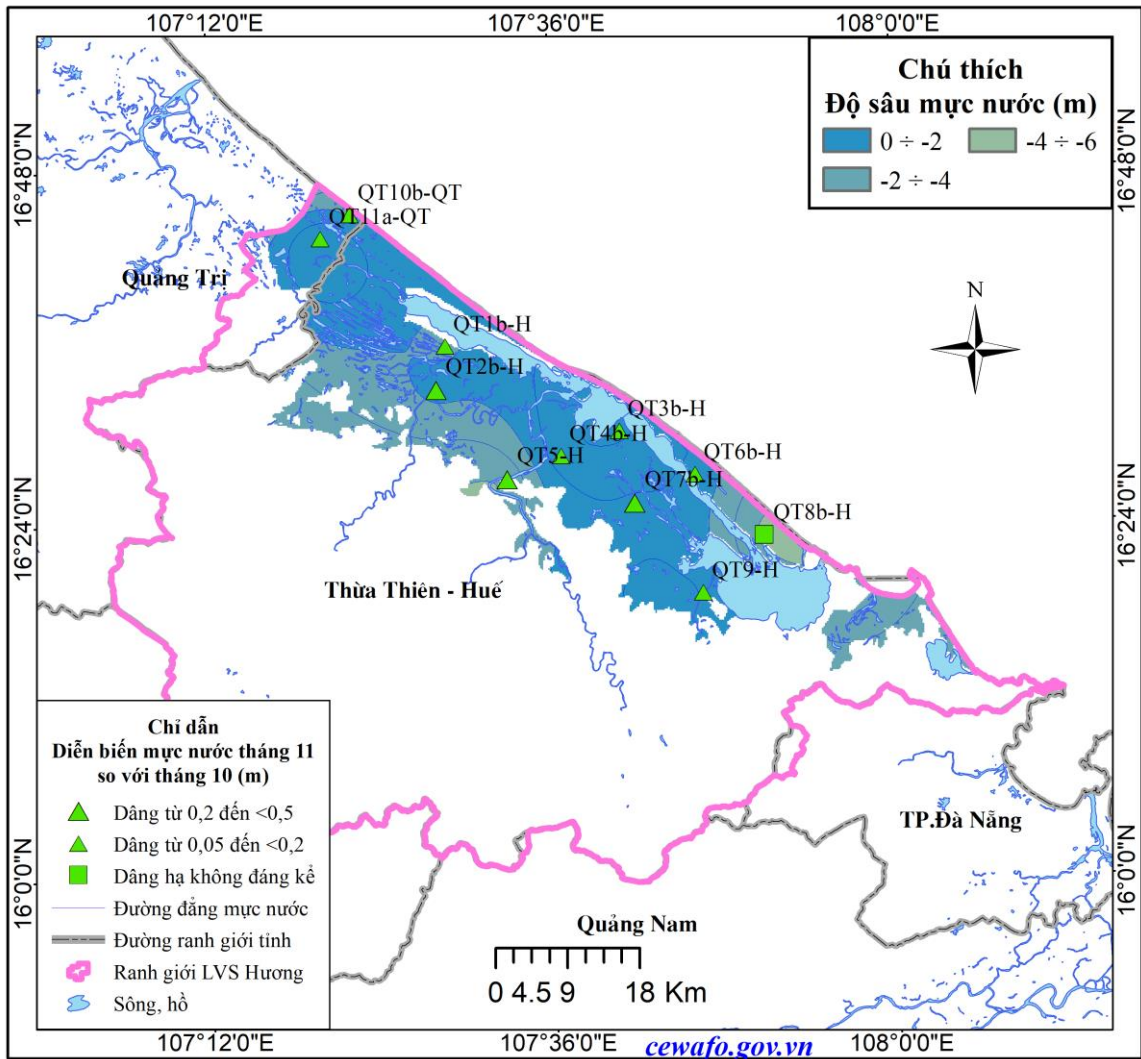 107°12'0"E
107°36'0"E
108°0'0"E
Chú thích
Độ sâu mực nước (m)
0 ÷ -2
-4 ÷ -6
-2 ÷ -4
16°48'0"N
16°48'0"N
QT10b-QT
QT11a-QT
Quảng Trị
N
QT1b-H
QT2b-H
QT3b-H
QT4b-H
QT5-H
QT6b-H
QT7b-H
QT8b-H
16°24'0"N
16°24'0"N
QT9-H
Thừa Thiên - Huế
Chỉ dẫn
Diễn biến mực nước tháng 11
so với tháng 10 (m)
Dâng từ 0,2 đến <0,5
Dâng từ 0,05 đến <0,2
Dâng hạ không đáng kể
Đường đẳng mực nước
Đường ranh giới tỉnh
Ranh giới LVS Hương
Sông, hồ
TP.Đà Nẵng
16°0'0"N
16°0'0"N
Quảng Nam
0 4.5 9 18 Km
107°12'0"E
107°36'0"E
108°0'0"E
cewafo.gov.vn